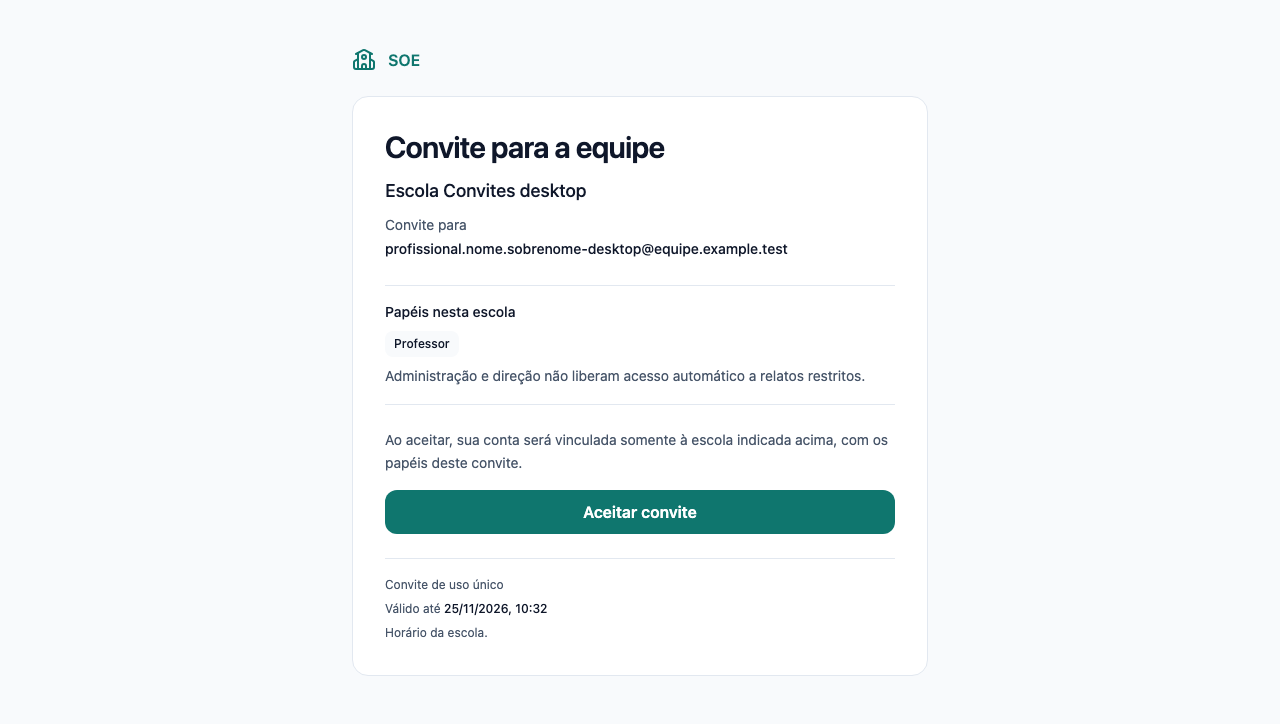 SOE
Convite para a equipe
Escola Convites desktop
Convite para
profissional.nome.sobrenome-desktop@equipe.example.test
Papéis nesta escola
Professor
Administração e direção não liberam acesso automático a relatos restritos.
Ao aceitar, sua conta será vinculada somente à escola indicada acima, com os
papéis deste convite.
Aceitar convite
Convite de uso único
Válido até 25/11/2026, 10:32
Horário da escola.